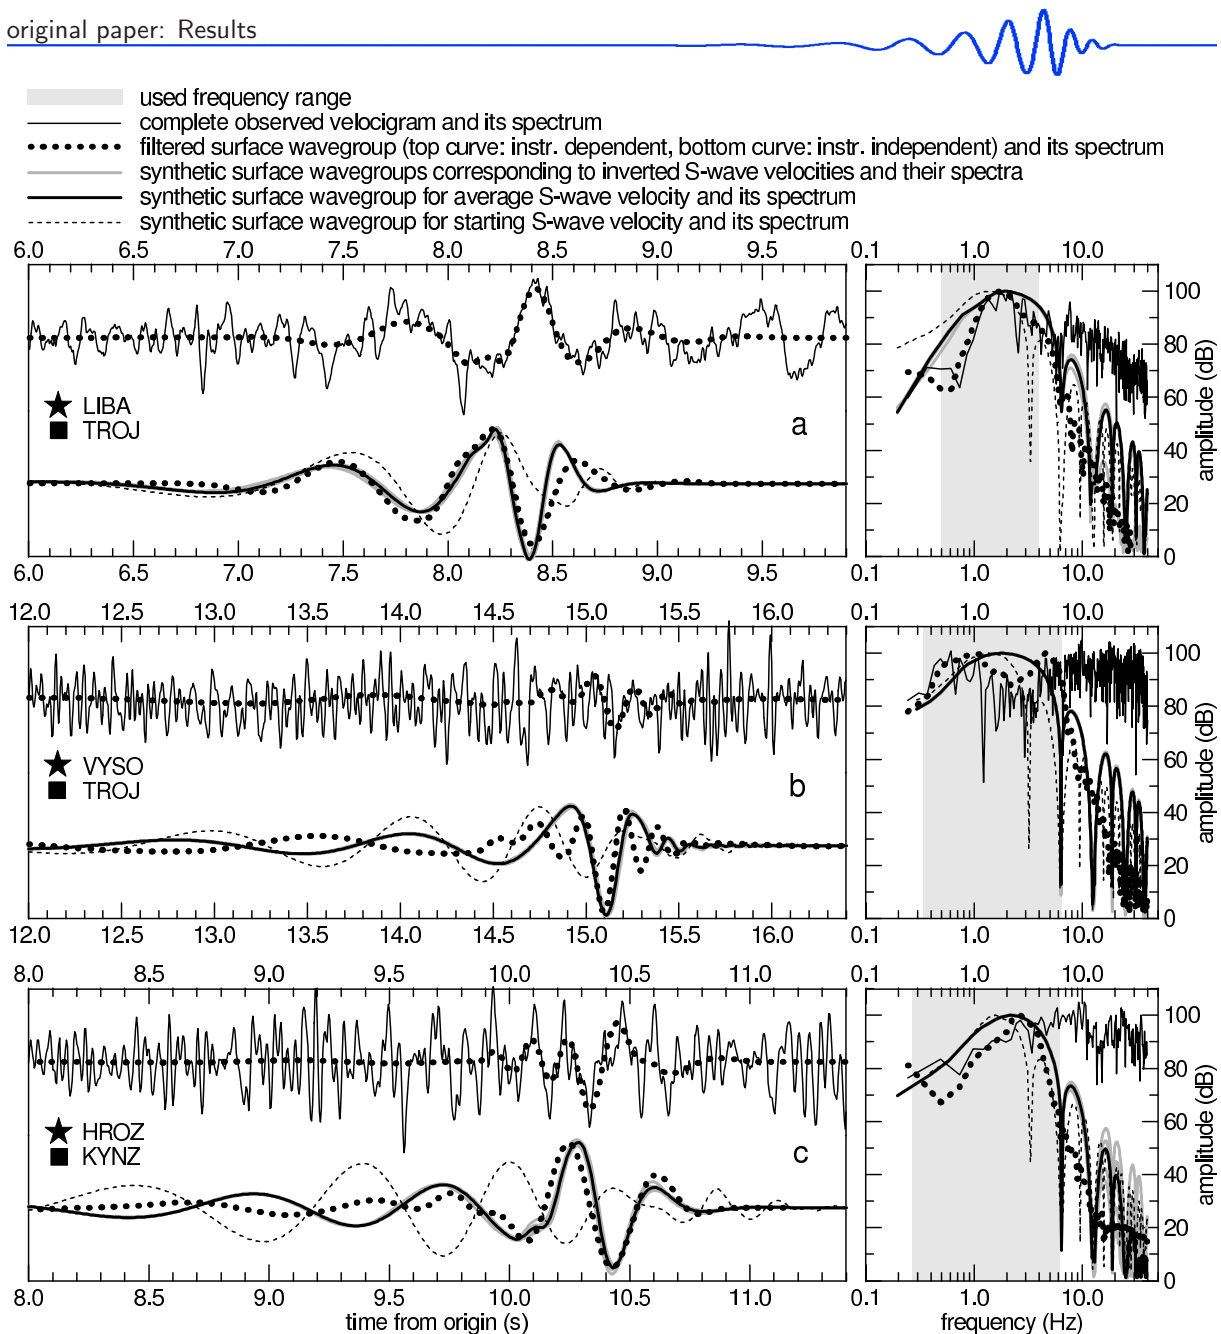 original paper: Results
used frequency range
complete observed velocigram and its spectrum
filtered surface wavegroup (top curve: instr. dependent, bottom curve: instr. independent) and its spectrum
synthetic surface wavegroups corresponding to inverted S-wave velocities and their spectra
synthetic surface wavegroup for average S-wave velocity and its spectrum
synthetic surface wavegroup for starting S-wave velocity and its spectrum
6.0 7.0 7.5 8.0 8.5 9.0 0.1 1.0 10.0
100
80
60
40
20
0
amplitude (dB)
★ LIBA
■ TROJ
a
6.0 7.0 7.5 8.0 8.5 9.0 9.5 0.1 1.0 10.0
12.0 12.5 13.0 13.5 14.0 14.5 15.0 15.5 16.0 0.1 1.0 10.0
100
80
60
40
20
0
amplitude (dB)
★ VYSO
■ TROJ
b
12.0 12.5 13.0 13.5 14.0 14.5 15.0 15.5 16.0 0.1 1.0 10.0
8.0 8.5 9.0 9.5 10.0 10.5 11.0 0.1 1.0 10.0
100
80
60
40
20
0
amplitude (dB)
★ HROZ
■ KYNZ
c
8.0 8.5 9.0 9.5 10.0 10.5 11.0 0.1 1.0 10.0
time from origin (s) frequency (Hz)